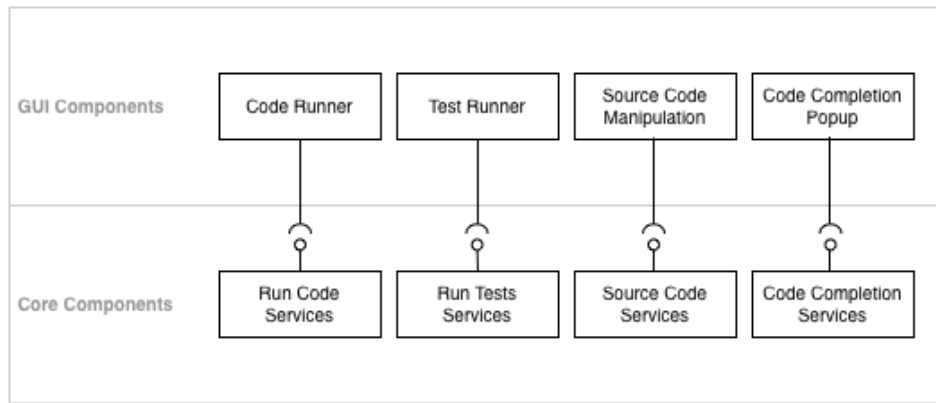 GUI Components
Code Runner
Test Runner
Source Code
Manipulation
Code Completion
Popup
Core Components
Run Code
Services
Run Tests
Services
Source Code
Services
Code Completion
Services